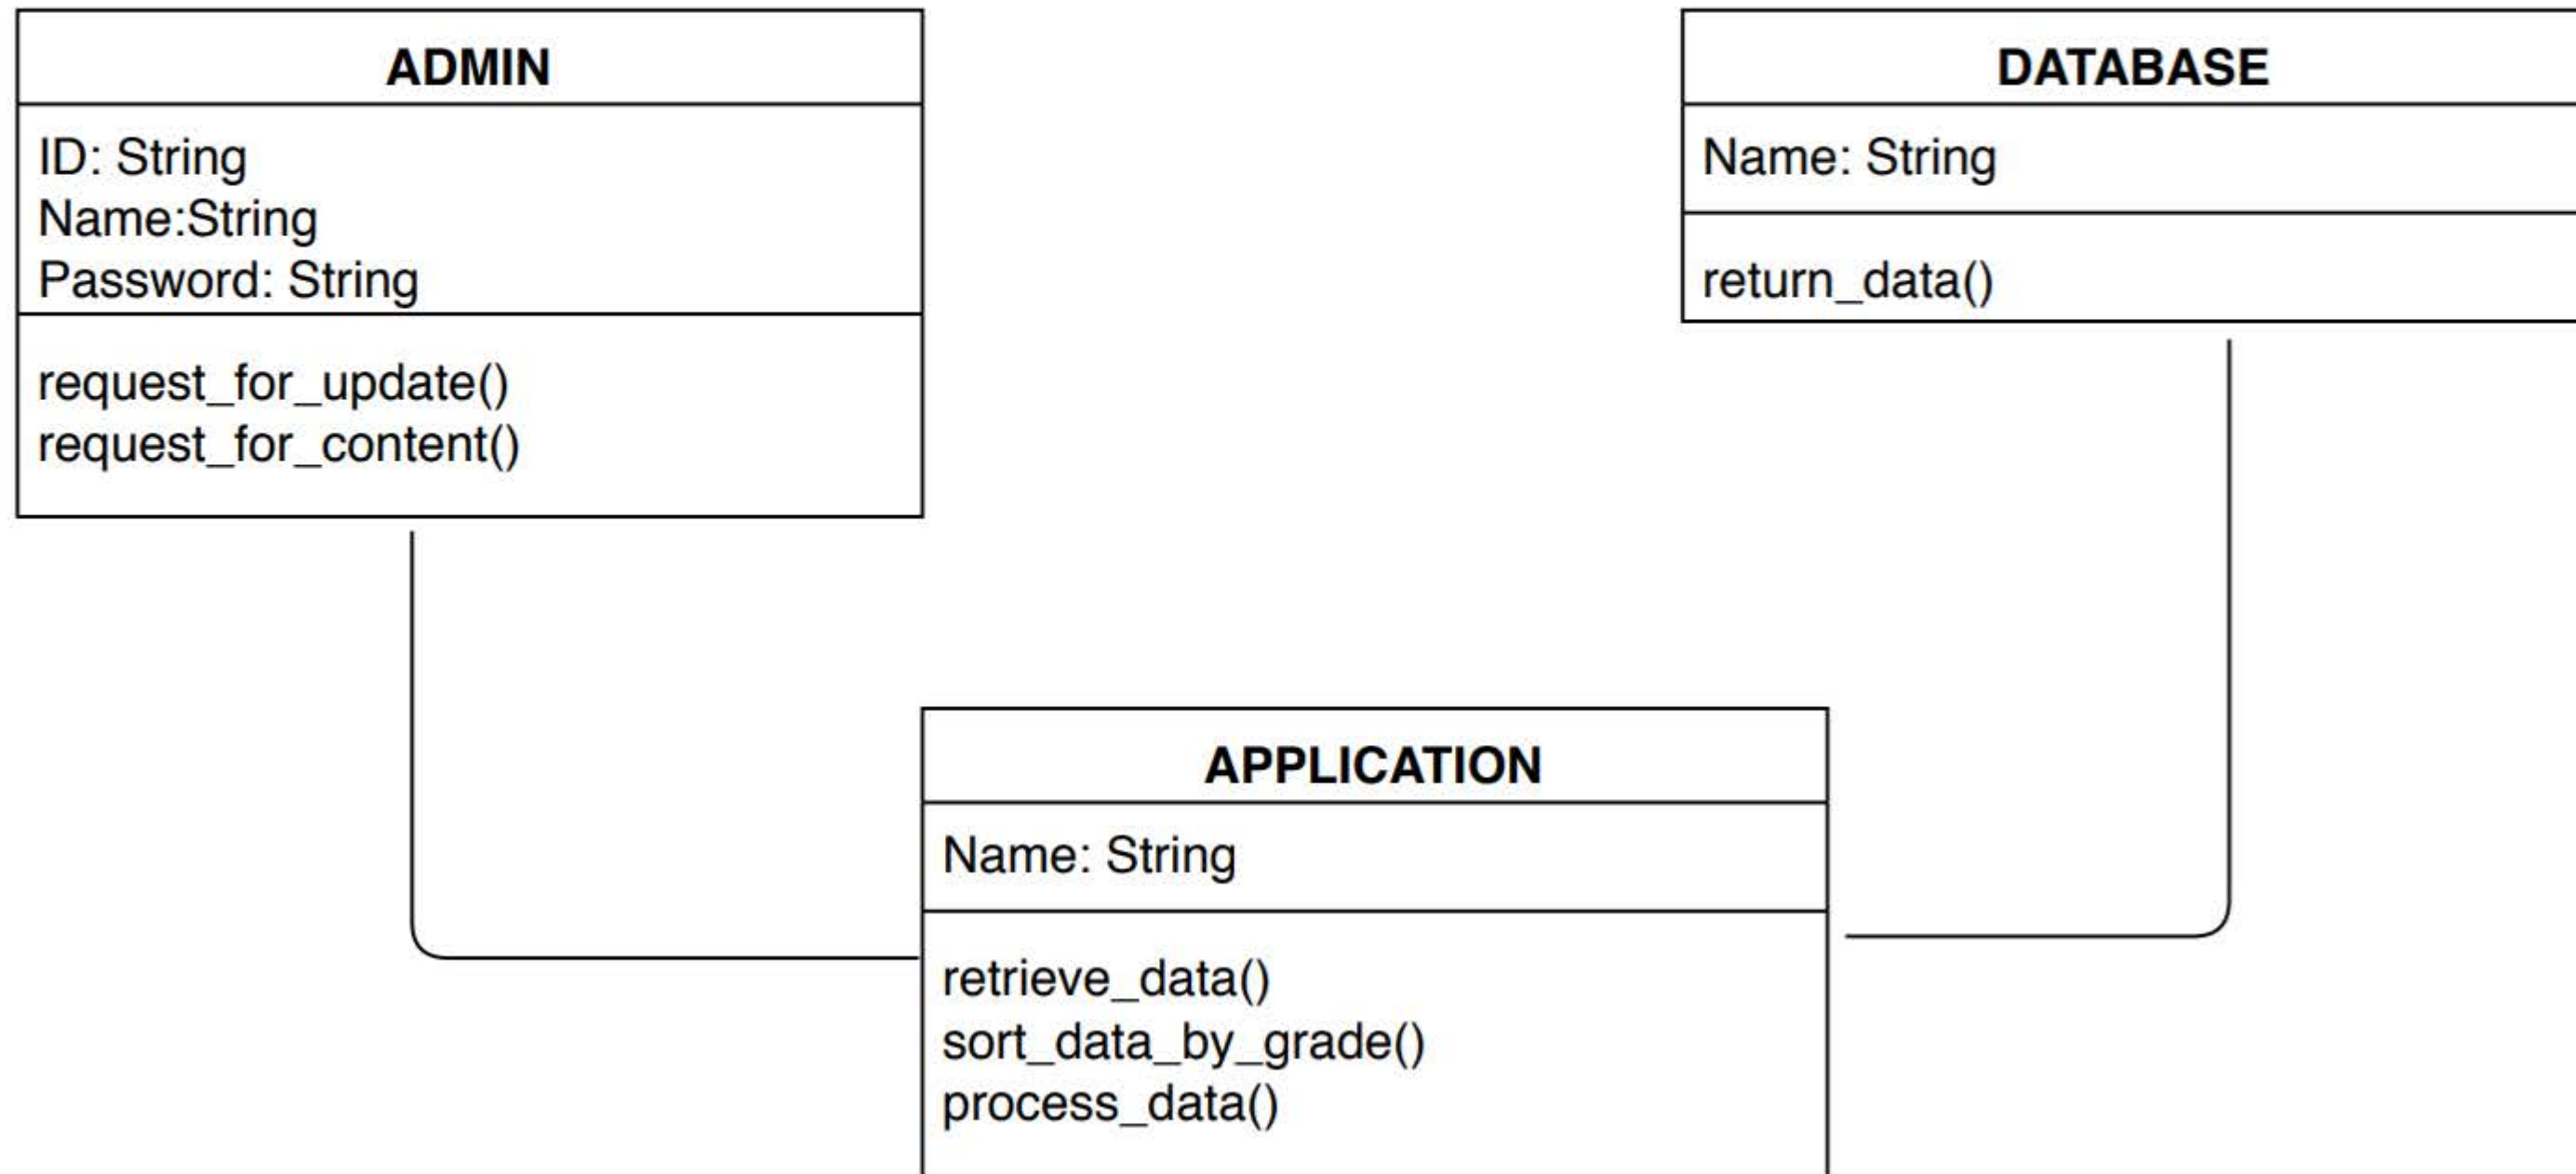 ADMIN
ID: String
Name:String
Password: String
request_for_update()
request_for_content()
DATABASE
Name: String
return_data()
APPLICATION
Name: String
retrieve_data()
sort_data_by_grade()
process_data()